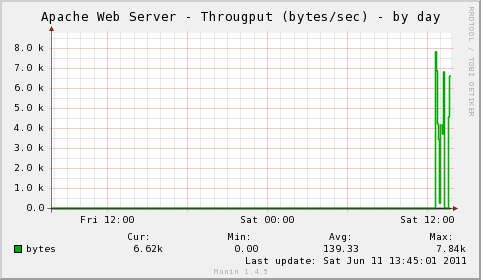 Apache Web Server - Througput (bytes/sec) - by day
RRDTOOL / TOBI OETIKER
8.0 k
7.0 k
6.0 k
5.0 k
4.0 k
3.0 k
2.0 k
1.0 k
0.0
Fri 12:00 Sat 00:00 Sat 12:00
Cur: Min: Avg: Max:
bytes 6.62k 0.00 139.33 7.84k
Last update: Sat Jun 11 13:45:01 2011
Munin 1.4.5